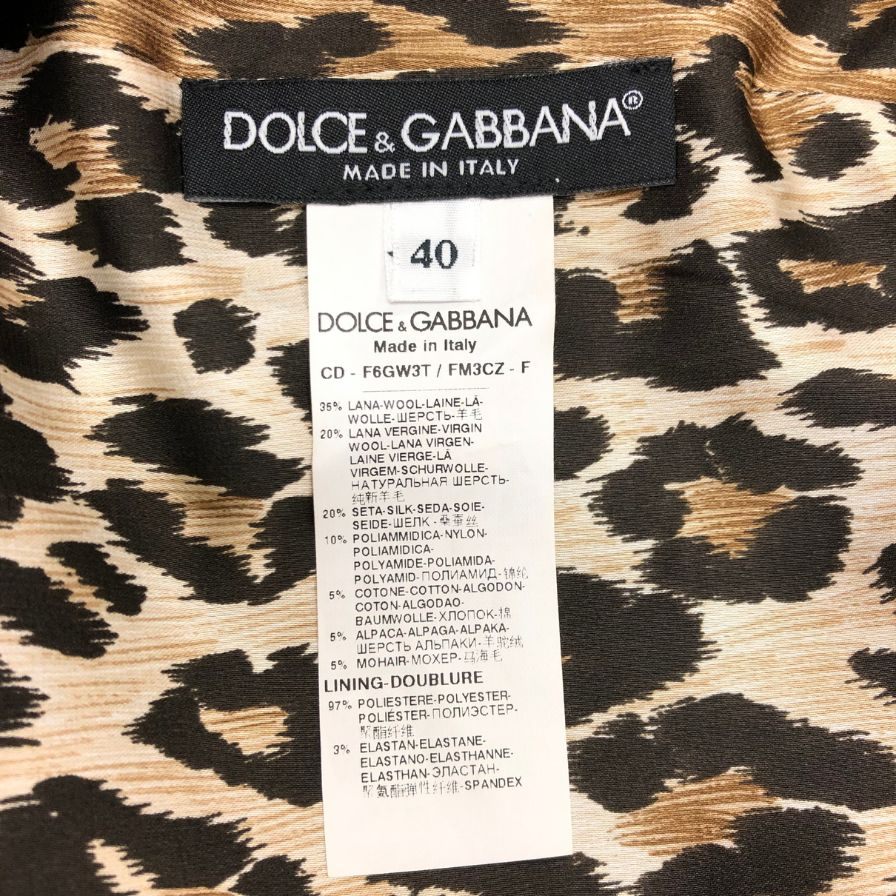 DOLCE & GABBANA®
MADE IN ITALY
40
DOLCE & GABBANA
Made in Italy
CD - F6GW3T / FM3CZ - F
35% LANA-WOOL-LAINE-LÃ-
WOLLE-ШЕРСТЬ-羊毛
20% LANA VERGINE-VIRGIN
WOOL-LANA VIRGEN-
LAINE VIERGE-LÃ
VIRGEM-SCHURWOLLE-
НАТУРАЛЬНАЯ ШЕРСТЬ-
纯新羊毛
20% SETA-SILK-SEDA-SOIE-
SEIDE-ШЕЛК-桑蚕丝
10% POLIAMMIDICA-NYLON-
POLIAMIDICA-
POLYAMIDE-POLIAMIDA-
POLYAMID-ПОЛИАМИД-锦纶
5% COTONE-COTTON-ALGODON-
COTON-ALGODAO-
BAUMWOLLE-ХЛОПОК-棉
5% ALPACA-ALPAGA-ALPAKA-
ШЕРСТЬ АЛЬПАКИ-羊驼绒
5% MOHAIR-МОХЕР-马海毛
LINING-DOUBLURE
97% POLIESTERE-POLYESTER-
POLIÉSTER-ПОЛИЭСТЕР-
聚酯纤维
3% ELASTAN-ELASTANE-
ELASTANO-ELASTHANNE-
ELASTHAN-ЭЛАСТАН-
聚氨酯弹性纤维-SPANDEX